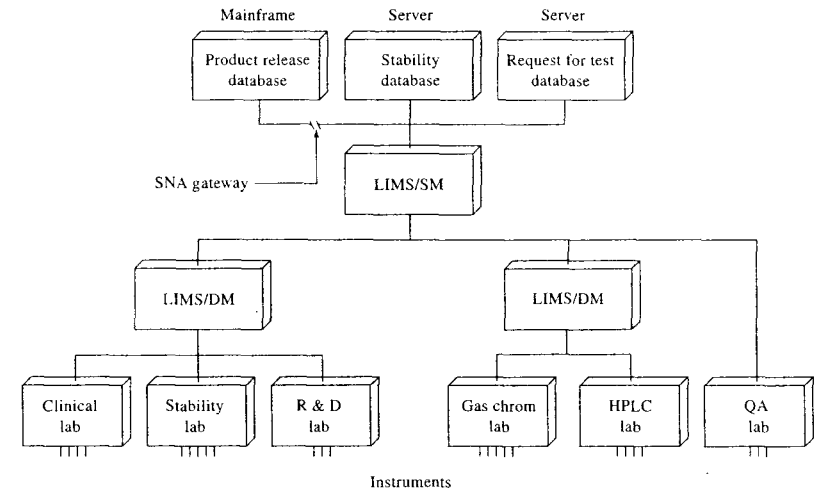 Mainframe
Server
Server
Product release
database
Stability
database
Request for test
database
SNA gateway
LIMS/SM
LIMS/DM
LIMS/DM
Clinical
lab
Stability
lab
R & D
lab
Gas chrom
lab
HPLC
lab
QA
lab
Instruments